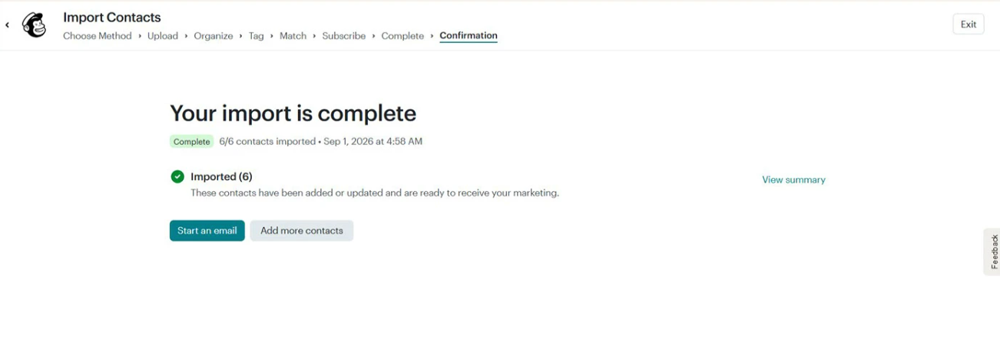 Import Contacts
Choose Method › Upload › Organize › Tag › Match › Subscribe › Complete › Confirmation
Exit
Your import is complete
Complete 6/6 contacts imported • Sep 1, 2026 at 4:58 AM
Imported (6)
These contacts have been added or updated and are ready to receive your marketing.
View summary
Start an email
Add more contacts
Feedback